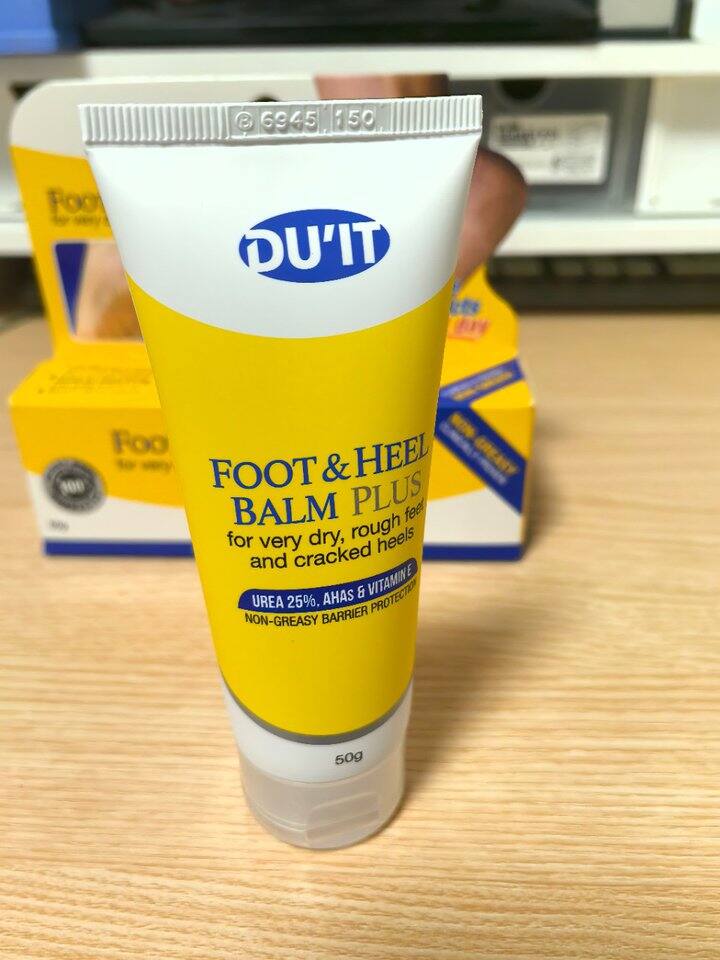 B 6945 150
DU'IT
FOOT & HEEL
BALM PLUS
for very dry, rough feet
and cracked heels
UREA 25%, AHAS & VITAMIN E
NON-GREASY BARRIER PROTECTION
50g
Foo
for very
Foo
for very
NON-GREASY